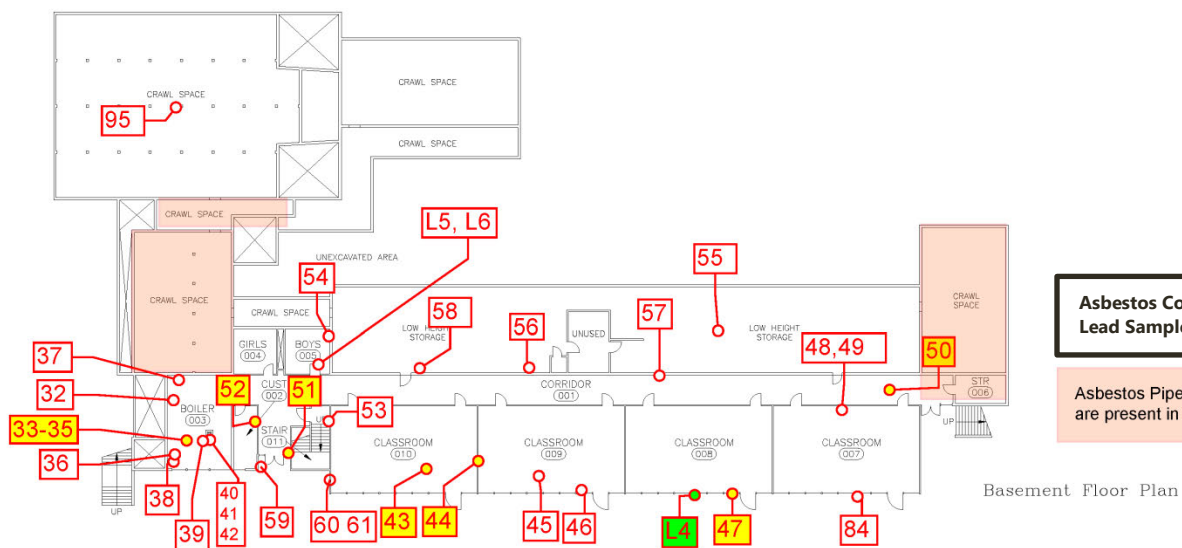 CRAWL SPACE
CRAWL SPACE
95
CRAWL SPACE
CRAWL SPACE
L5, L6
UNEXCAVATED AREA
55
54
CRAWL SPACE
CRAWL
SPACE
Asbestos Co
Lead Sample
CRAWL SPACE
58
56
57
LOW HEIGHT
STORAGE
UNUSED
LOW HEIGHT
STORAGE
GIRLS
004
BOYS
005
48,49
50
37
52
CUST
002
51
CORRIDOR
001
STR
006
Asbestos Pipe
are present in
32
BOILER
003
53
UP
UP
33-35
STAIR
011
CLASSROOM
010
CLASSROOM
009
CLASSROOM
008
CLASSROOM
007
36
38
UP
39
40
41
42
59
60 61
43
44
45
46
L4
47
84
Basement Floor Plan